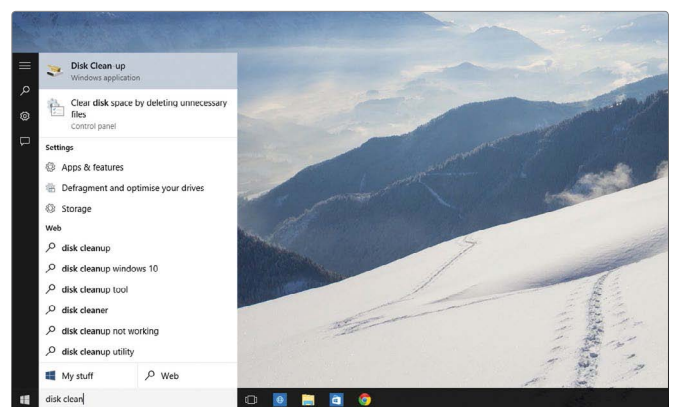 Disk Clean-up
Windows application
Clear disk space by deleting unnecessary
files
Control panel
Settings
Apps & features
Defragment and optimise your drives
Storage
Web
disk cleanup
disk cleanup windows 10
disk cleanup tool
disk cleaner
disk cleanup not working
disk cleanup utility
My stuff
Web
disk clean